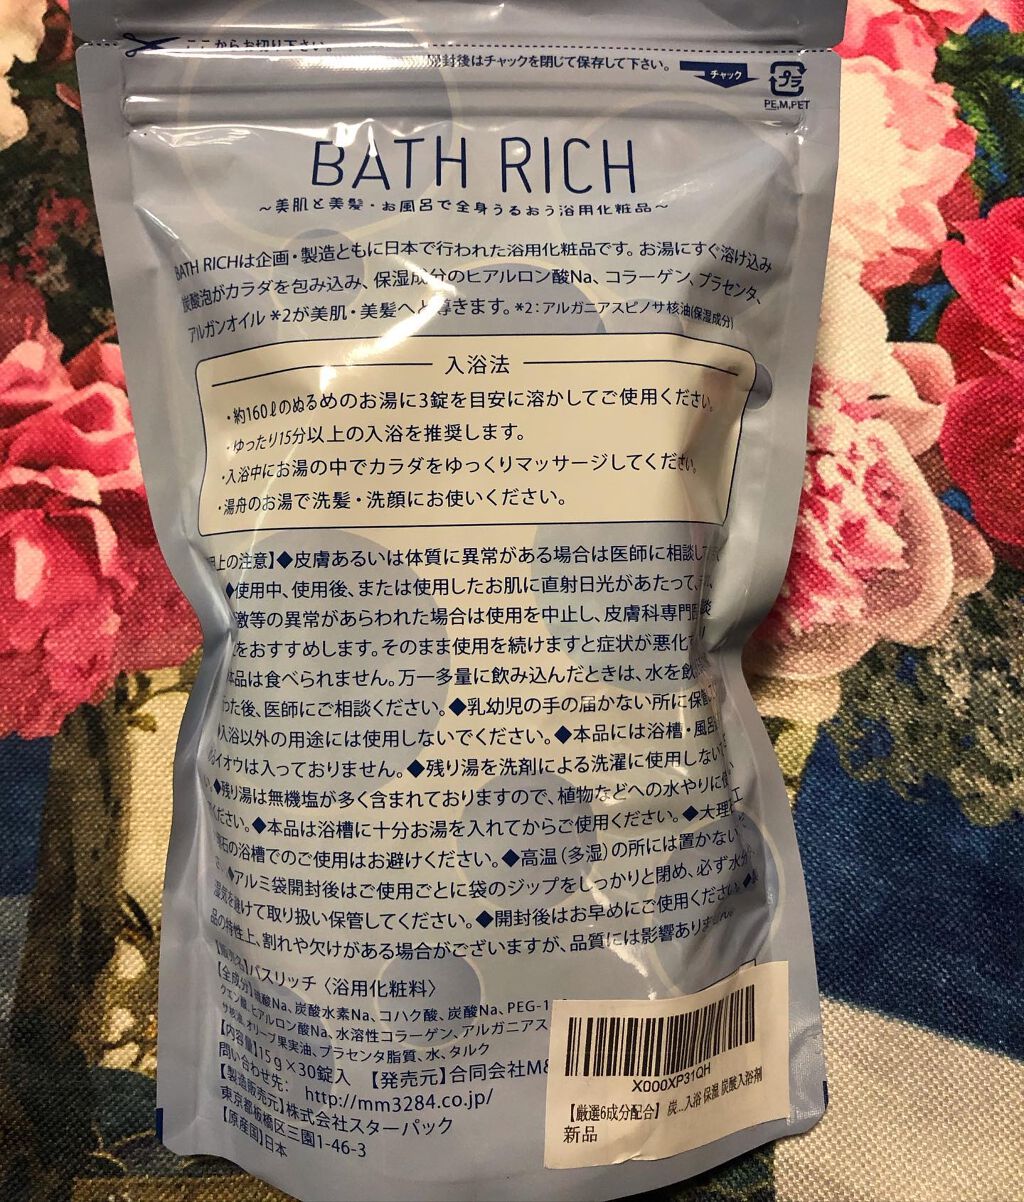 ここからお切り下さい。
開封後はチャックを閉じて保存して下さい。
チャック
プラ
PE,M,PET
BATH RICH
～美肌と美髪・お風呂で全身うるおう浴用化粧品～
BATH RICHは企画・製造ともに日本で行われた浴用化粧品です。お湯にすぐ溶け込み
炭酸泡がカラダを包み込み、保湿成分のヒアルロン酸Na、コラーゲン、プラセンタ、
アルガンオイル＊2が美肌・美髪へと導きます。＊2：アルガニアスピノサ核油(保湿成分)
入浴法
・約160ℓのぬるめのお湯に3錠を目安に溶かしてご使用ください。
・ゆったり15分以上の入浴を推奨します。
・入浴中にお湯の中でカラダをゆっくりマッサージしてください。
・湯舟のお湯で洗髪・洗顔にお使いください。
上の注意】◆皮膚あるいは体質に異常がある場合は医師に相談し
◆使用中、使用後、または使用したお肌に直射日光があたって、
激等の異常があらわれた場合は使用を中止し、皮膚科専門医
をおすすめします。そのまま使用を続けますと症状が悪化
本品は食べられません。万一多量に飲み込んだときは、水を飲
った後、医師にご相談ください。◆乳幼児の手の届かない所に保管
◆入浴以外の用途には使用しないでください。◆本品には浴槽・風呂
るイオウは入っておりません。◆残り湯を洗剤による洗濯に使用しない
◆残り湯は無機塩が多く含まれておりますので、植物などへの水やりに使
ください。◆本品は浴槽に十分お湯を入れてからご使用ください。◆大理
石の浴槽でのご使用はお避けください。◆高温（多湿）の所には置かない
◆アルミ袋開封後はご使用ごとに袋のジップをしっかりと閉め、必ず水分
湿気を避けて取り扱い保管してください。◆開封後はお早めにご使用ください。◆
品の特性上、割れや欠けがある場合がございますが、品質には影響ありません。
【販売名】バスリッチ〈浴用化粧料〉
【全成分】硫酸Na、炭酸水素Na、コハク酸、炭酸Na、PEG-1
クエン酸、ヒアルロン酸Na、水溶性コラーゲン、アルガニアス
サ核油、オリーブ果実油、プラセンタ脂質、水、タルク
【内容量】15g×30錠入 【発売元】合同会社M&
問い合わせ先： http://mm3284.co.jp/
【製造販売元】株式会社スターパック
東京都板橋区三園1-46-3
【原産国】日本
X000XP31QH
【厳選6成分配合】 炭...入浴 保湿 炭酸入浴剤
新品